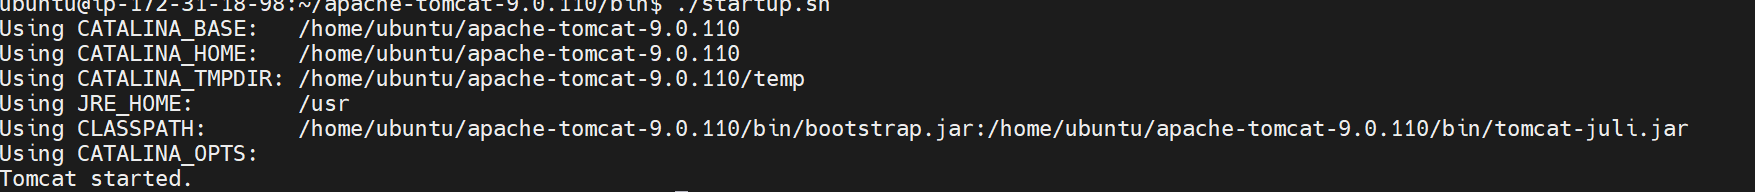 ubuntu@ip-172-31-18-98:~/apache-tomcat-9.0.110/bin$ ./startup.sh
Using CATALINA_BASE:   /home/ubuntu/apache-tomcat-9.0.110
Using CATALINA_HOME:   /home/ubuntu/apache-tomcat-9.0.110
Using CATALINA_TMPDIR: /home/ubuntu/apache-tomcat-9.0.110/temp
Using JRE_HOME:        /usr
Using CLASSPATH:       /home/ubuntu/apache-tomcat-9.0.110/bin/bootstrap.jar:/home/ubuntu/apache-tomcat-9.0.110/bin/tomcat-juli.jar
Using CATALINA_OPTS:
Tomcat started.